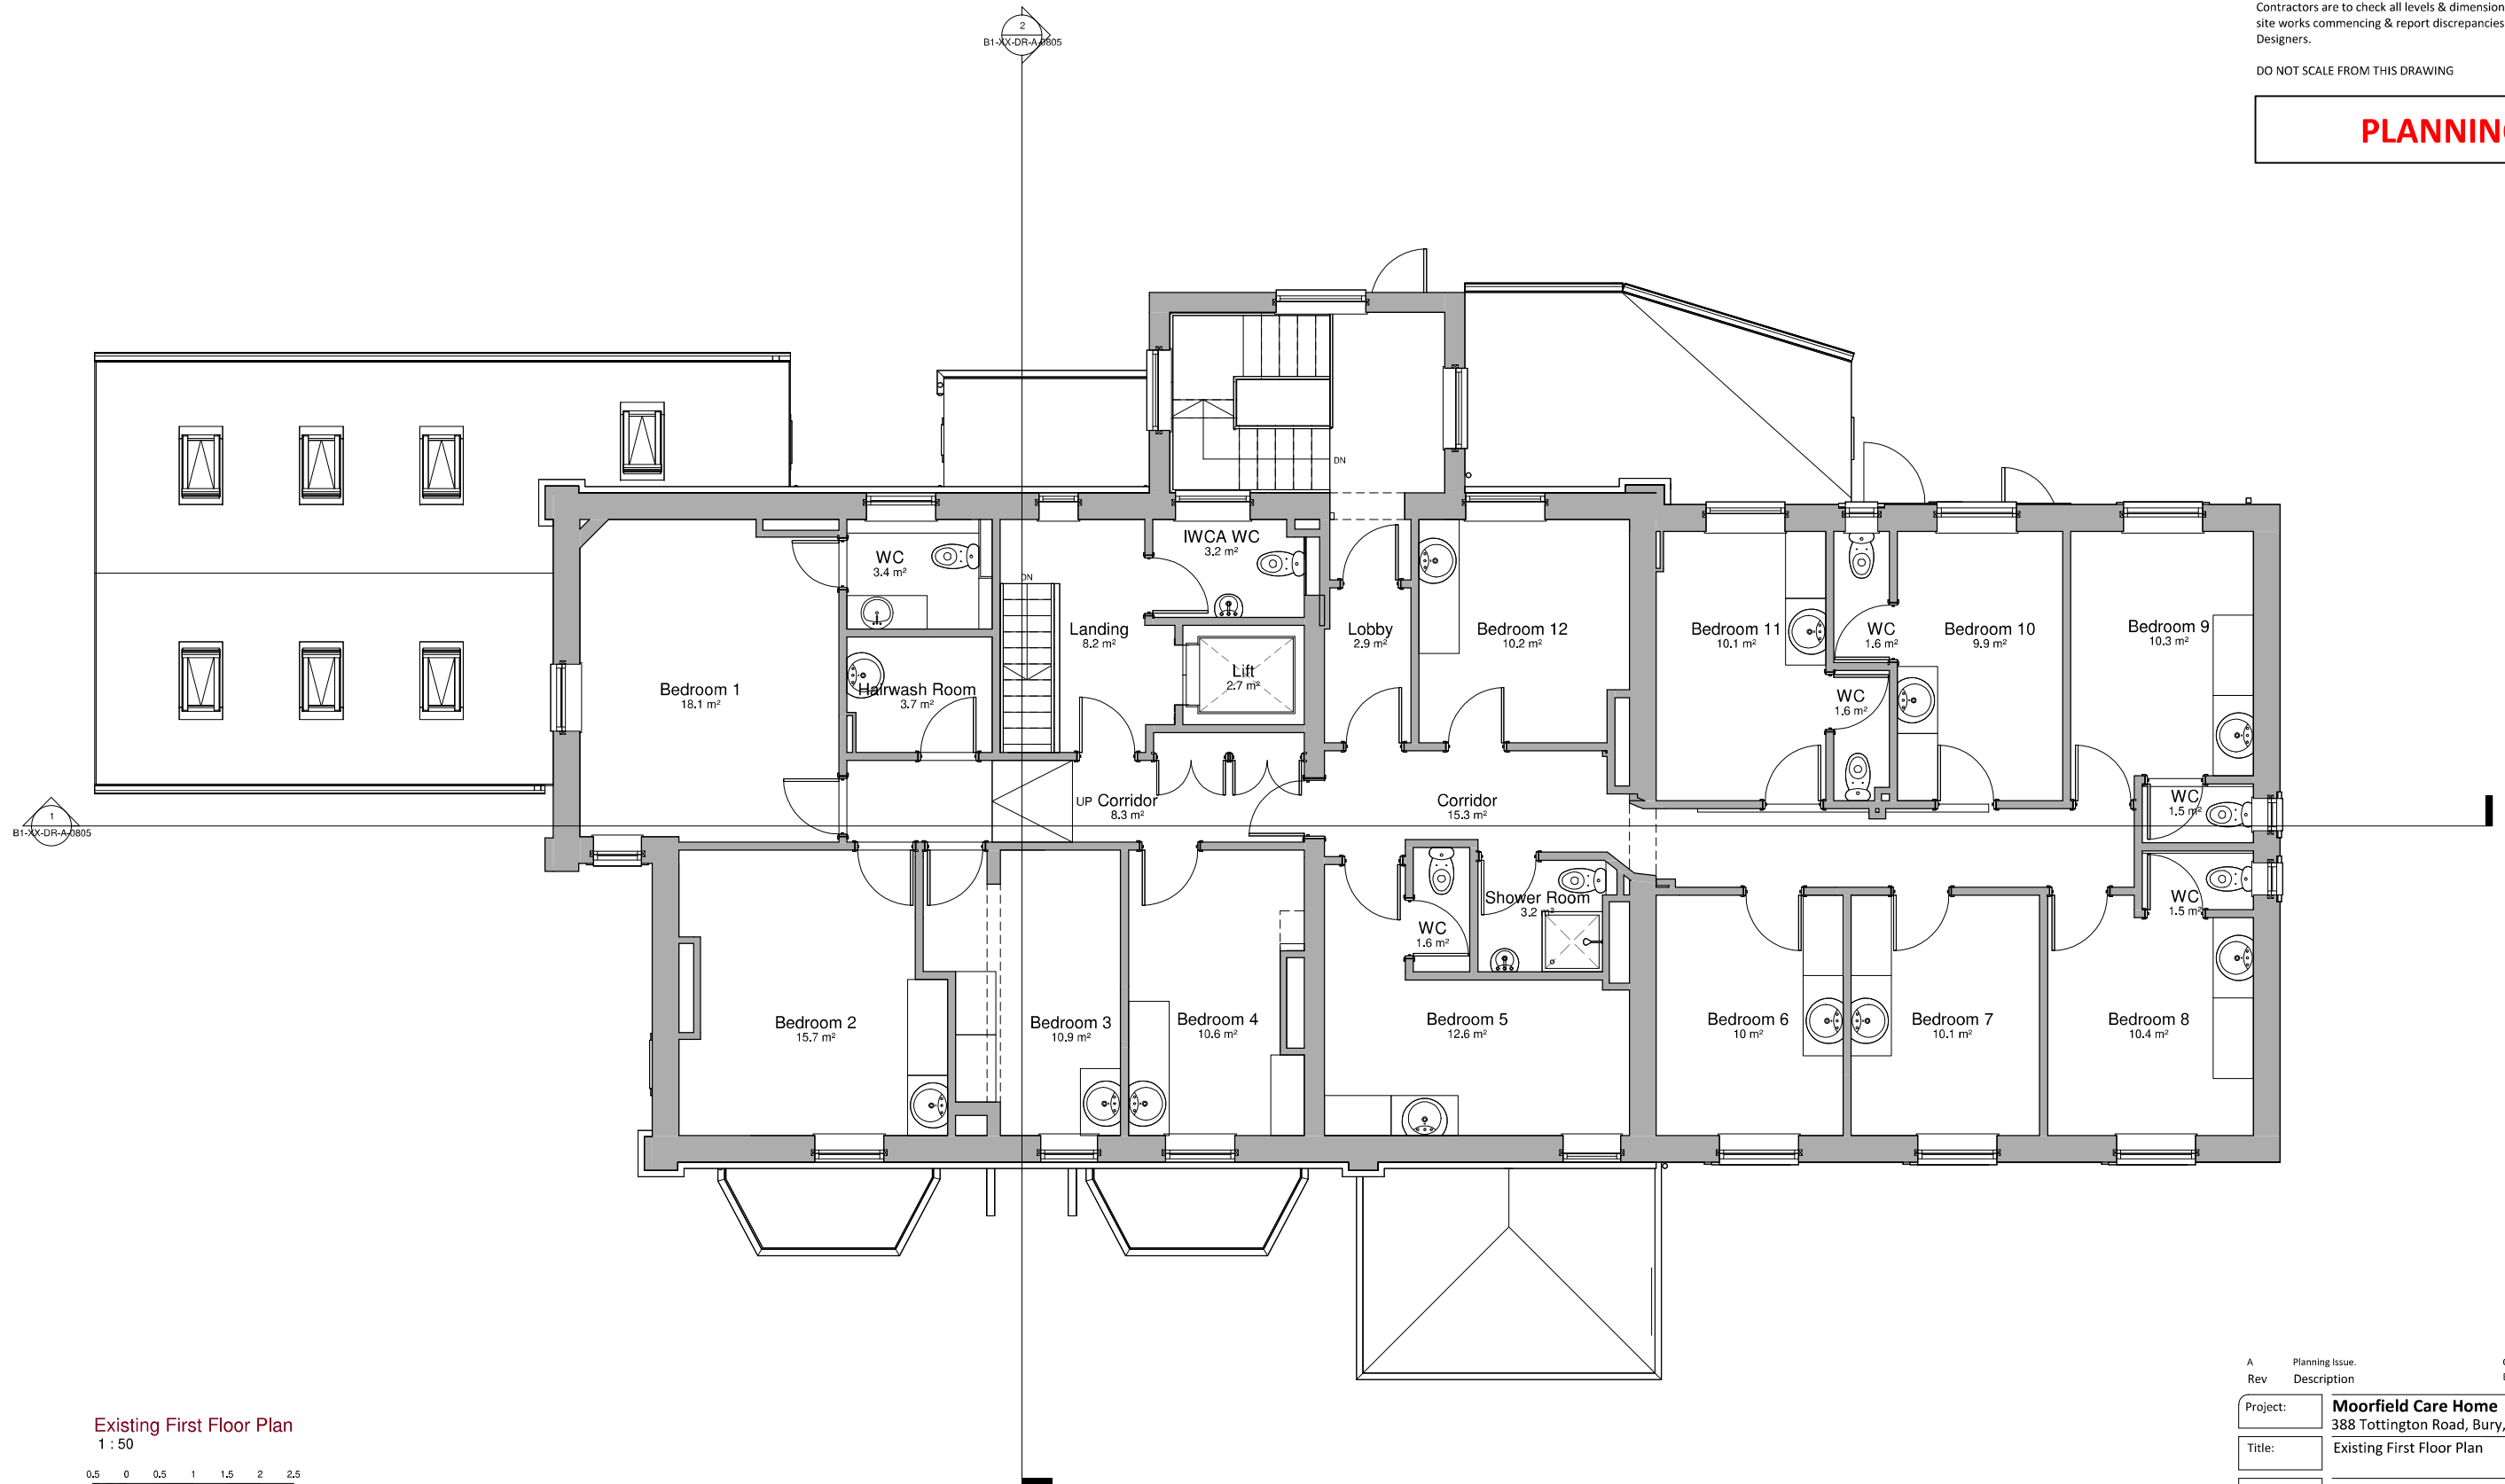 Contractors are to check all levels & dimension
site works commencing & report discrepancies
Designers.
DO NOT SCALE FROM THIS DRAWING
PLANNING
2
B1-XX-DR-A-0805
DN
DN
WC
3.4 m²
IWCA WC
3.2 m²
Landing
8.2 m²
Lobby
2.9 m²
Bedroom 12
10.2 m²
Bedroom 11
10.1 m²
WC
1.6 m²
Bedroom 10
9.9 m²
Bedroom 9
10.3 m²
Bedroom 1
18.1 m²
Hairwash Room
3.7 m²
Lift
2.7 m²
WC
1.6 m²
UP
Corridor
8.3 m²
Corridor
15.3 m²
WC
1.5 m²
1
B1-XX-DR-A-0805
WC
1.5 m²
Shower Room
3.2 m²
WC
1.6 m²
Bedroom 2
15.7 m²
Bedroom 3
10.9 m²
Bedroom 4
10.6 m²
Bedroom 5
12.6 m²
Bedroom 6
10 m²
Bedroom 7
10.1 m²
Bedroom 8
10.4 m²
Existing First Floor Plan
1 : 50
0.5 0 0.5 1 1.5 2 2.5
A Planning Issue.
Rev Description
Project: Moorfield Care Home
388 Tottington Road, Bury,
Title: Existing First Floor Plan